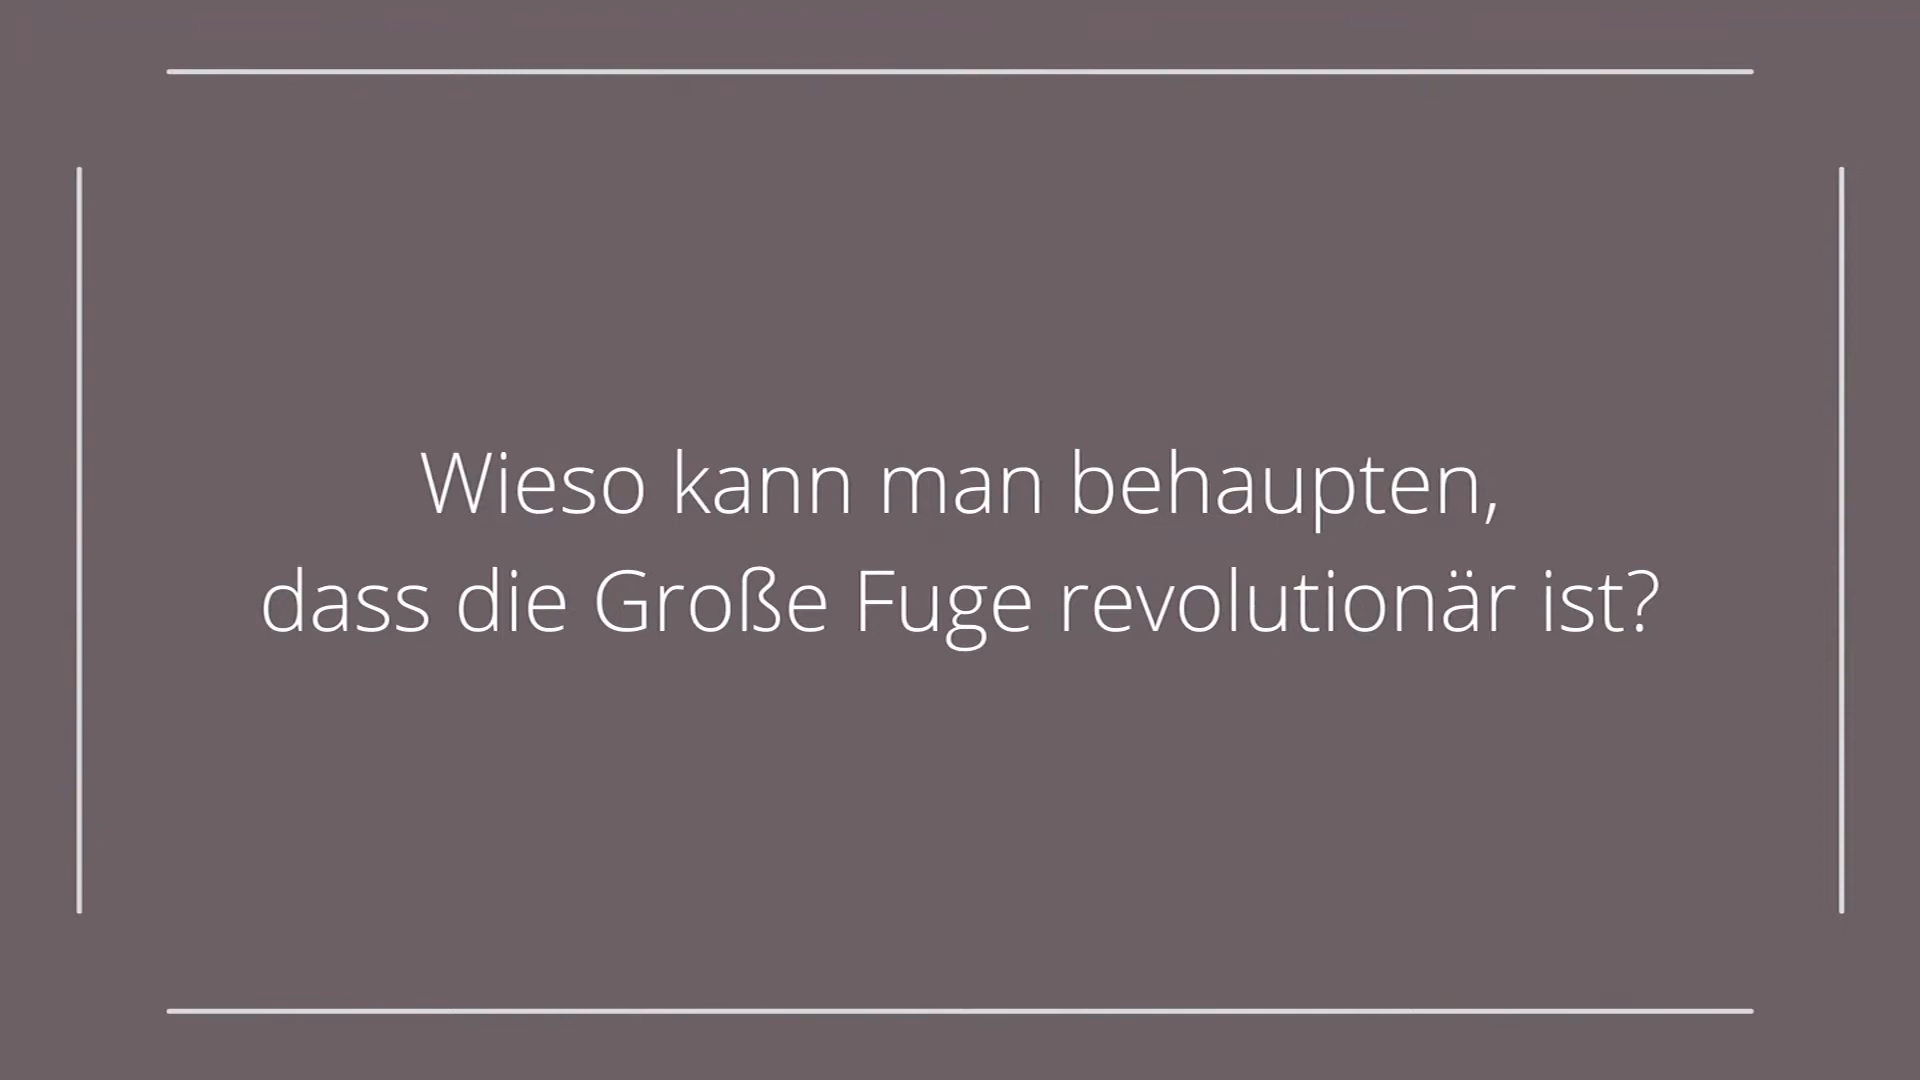 Wieso kann man behaupten,
dass die Große Fuge revolutionär ist?